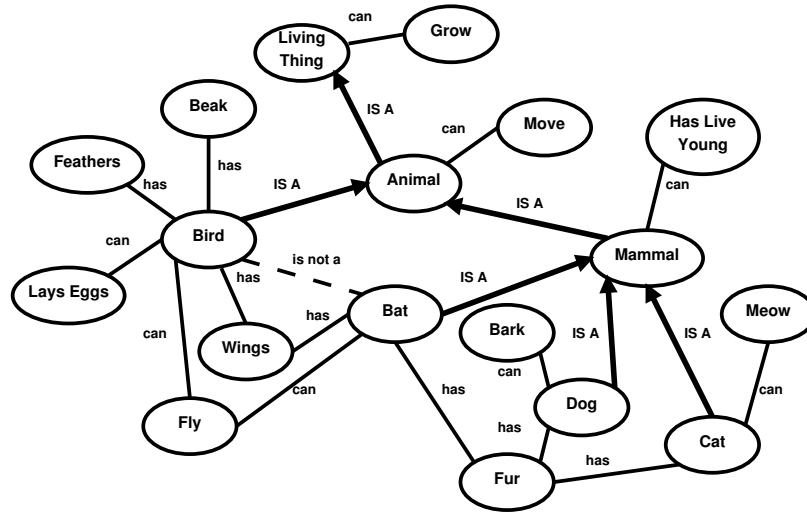 can
Living
Thing
Grow
Beak
IS A
can
Move
Has Live
Young
Feathers
has
has
IS A
Animal
can
can
Bird
IS A
Mammal
is not a
Lays Eggs
has
IS A
can
has
Bat
Bark
Meow
Wings
IS A
IS A
can
can
can
has
Dog
Fly
has
Cat
has
Fur